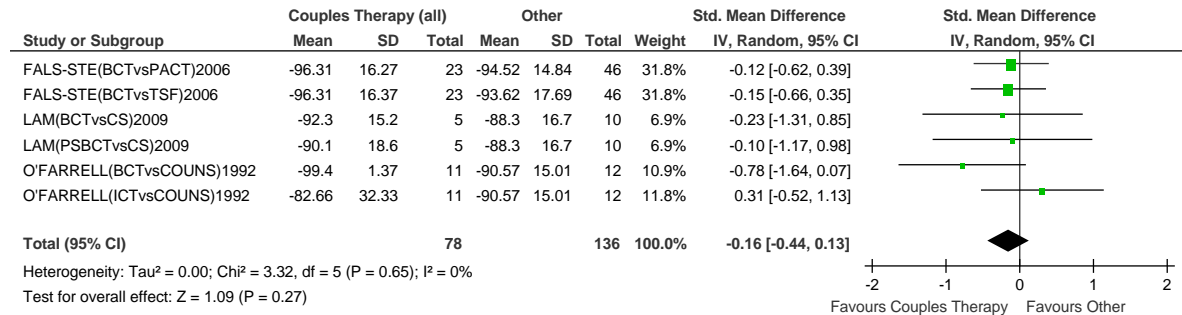 Couples Therapy (all) Other Std. Mean Difference Std. Mean Difference
Study or Subgroup Mean SD Total Mean SD Total Weight IV, Random, 95% CI IV, Random, 95% CI
FALS-STE(BCTvsPACT)2006 -96.31 16.27 23 -94.52 14.84 46 31.8% -0.12 [-0.62, 0.39]
FALS-STE(BCTvsTSF)2006 -96.31 16.37 23 -93.62 17.69 46 31.8% -0.15 [-0.66, 0.35]
LAM(BCTvsCS)2009 -92.3 15.2 5 -88.3 16.7 10 6.9% -0.23 [-1.31, 0.85]
LAM(PSBCTvsCS)2009 -90.1 18.6 5 -88.3 16.7 10 6.9% -0.10 [-1.17, 0.98]
O'FARRELL(BCTvsCOUNS)1992 -99.4 1.37 11 -90.57 15.01 12 10.9% -0.78 [-1.64, 0.07]
O'FARRELL(ICTvsCOUNS)1992 -82.66 32.33 11 -90.57 15.01 12 11.8% 0.31 [-0.52, 1.13]
Total (95% CI) 78 136 100.0% -0.16 [-0.44, 0.13]
Heterogeneity: Tau² = 0.00; Chi² = 3.32, df = 5 (P = 0.65); I² = 0%
Test for overall effect: Z = 1.09 (P = 0.27)
-2 -1 0 1 2
Favours Couples Therapy Favours Other